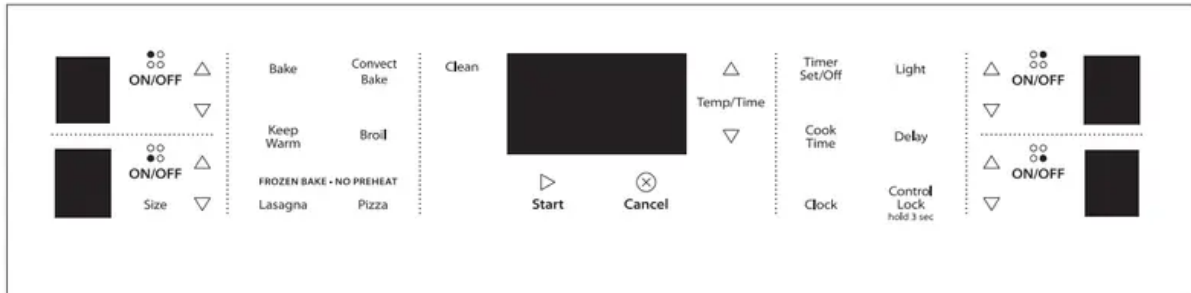 ON/OFF
ON/OFF
Size
Bake
Convect
Bake
Keep
Warm
Broil
FROZEN BAKE • NO PREHEAT
Lasagna
Pizza
Clean
Temp/Time
Start
Cancel
Timer
Set/Off
Light
Cook
Time
Delay
Clock
Control
Lock
hold 3 sec
ON/OFF
ON/OFF